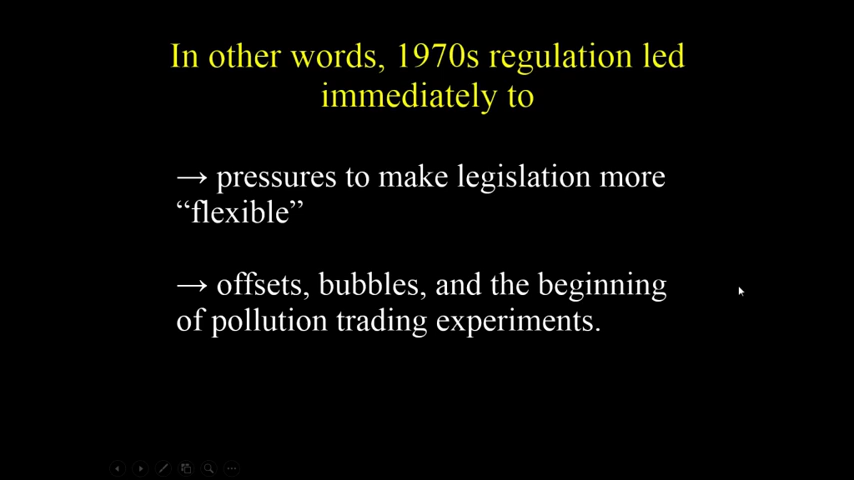 In other words, 1970s regulation led
immediately to
→ pressures to make legislation more
“flexible”
→ offsets, bubbles, and the beginning
of pollution trading experiments.